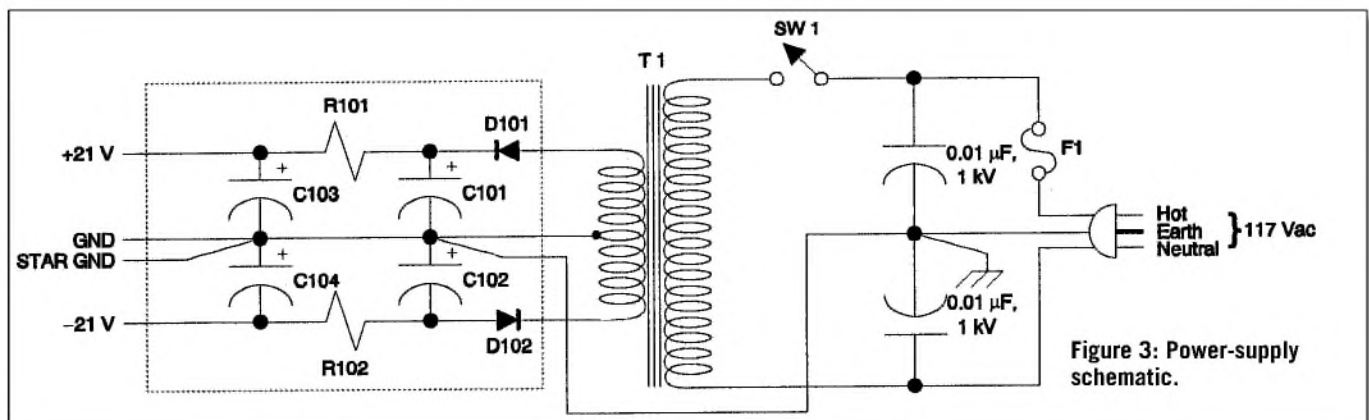 SW 1
T 1
R101
D101
+21 V
+
+
C103
C101
0.01 µF,
1 kV
F1
Hot
Earth
Neutral
} 117 Vac
GND
STAR GND
+
+
C104
C102
−21 V
0.01 µF,
1 kV
D102
R102
Figure 3: Power-supply
schematic.